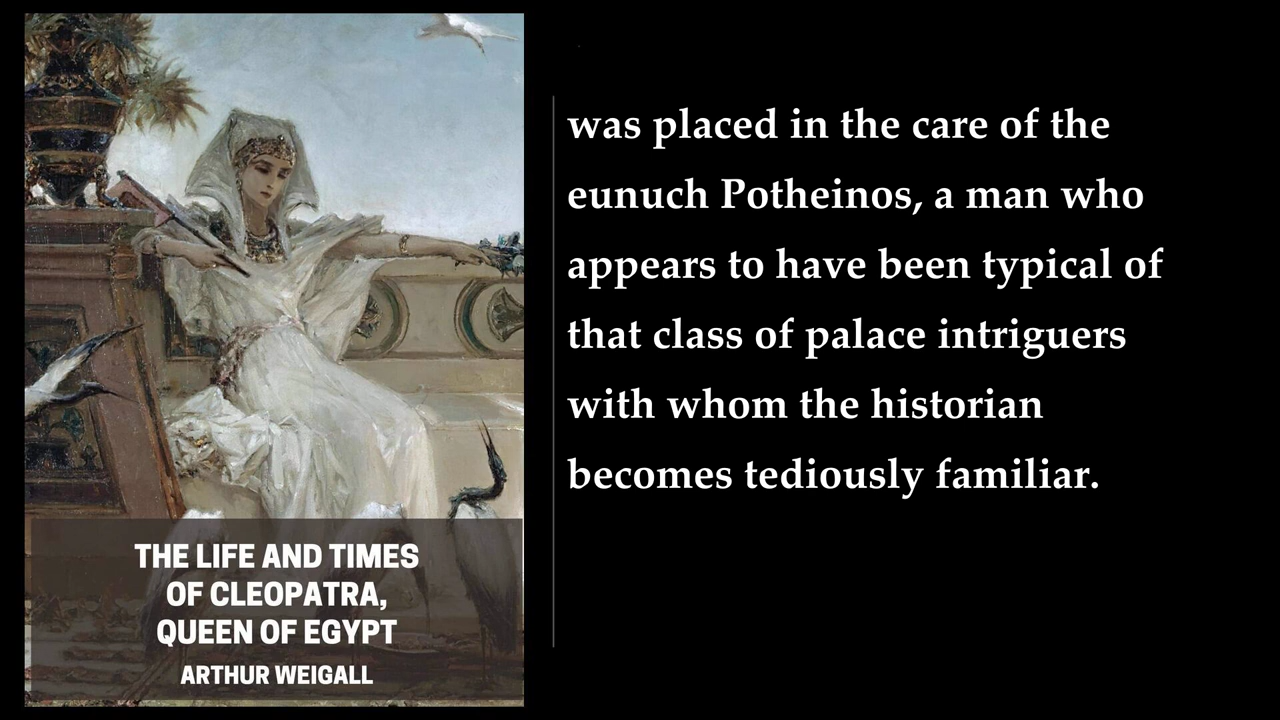 THE LIFE AND TIMES
OF CLEOPATRA,
QUEEN OF EGYPT
ARTHUR WEIGALL
was placed in the care of the
eunuch Potheinos, a man who
appears to have been typical of
that class of palace intriguers
with whom the historian
becomes tediously familiar.